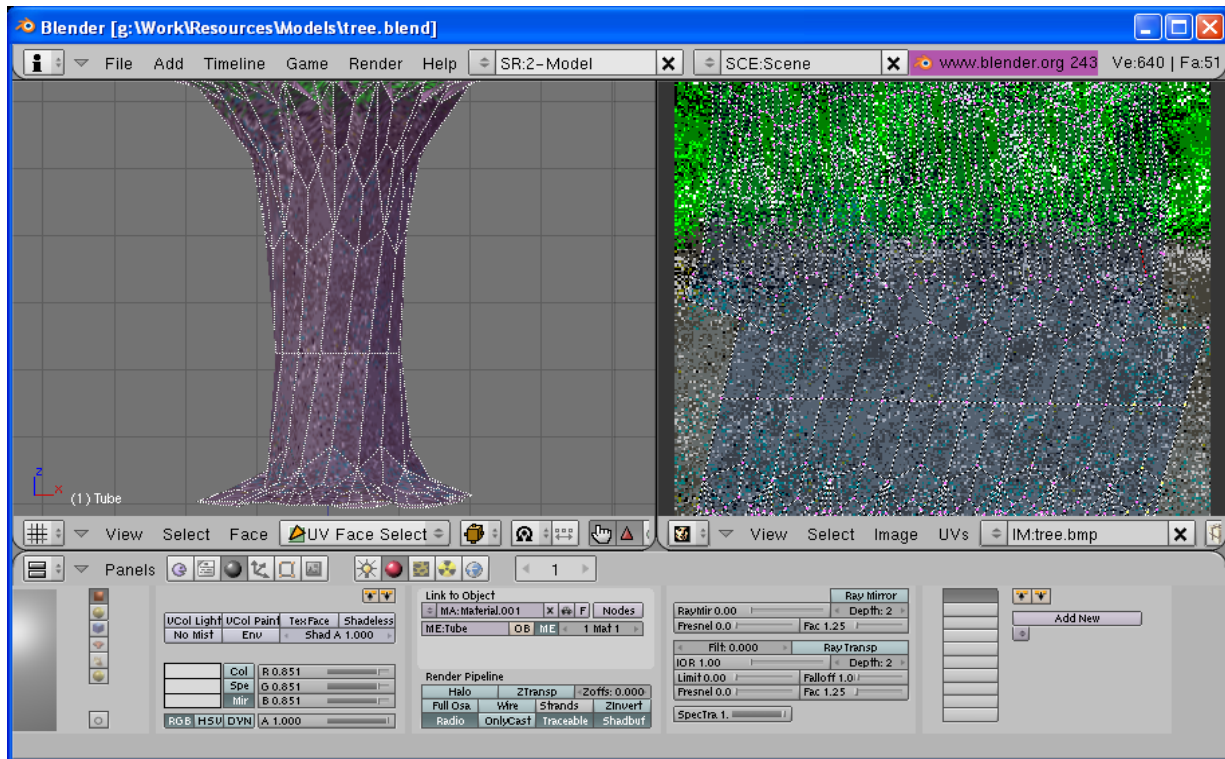 Blender [g:\Work\Resources\Models\tree.blend]
File Add Timeline Game Render Help SR:2-Model SCE:Scene www.blender.org 243 Ve:640 | Fa:51
z
x
(1) Tube
View Select Face UV Face Select View Select Image UVs IM:tree.bmp
Panels 1
VCol Light VCol Paint TexFace Shadeless
No Mist Env Shad A 1.000
Col R 0.851
Spe G 0.851
Mir B 0.851
RGB HSV DYN A 1.000
Link to Object
MA:Material.001 X F Nodes
ME:Tube OB ME 1 Mat 1
Render Pipeline
Halo ZTransp Zoffs: 0.000
Full Osa Wire Strands ZInvert
Radio OnlyCast Traceable Shadbuf
Ray Mirror
RayMir 0.00 Depth: 2
Fresnel 0.0 Fac 1.25
Filt: 0.000 Ray Transp
IOR 1.00 Depth: 2
Limit 0.00 Falloff 1.0
Fresnel 0.0 Fac 1.25
SpecTra 1.
Add New